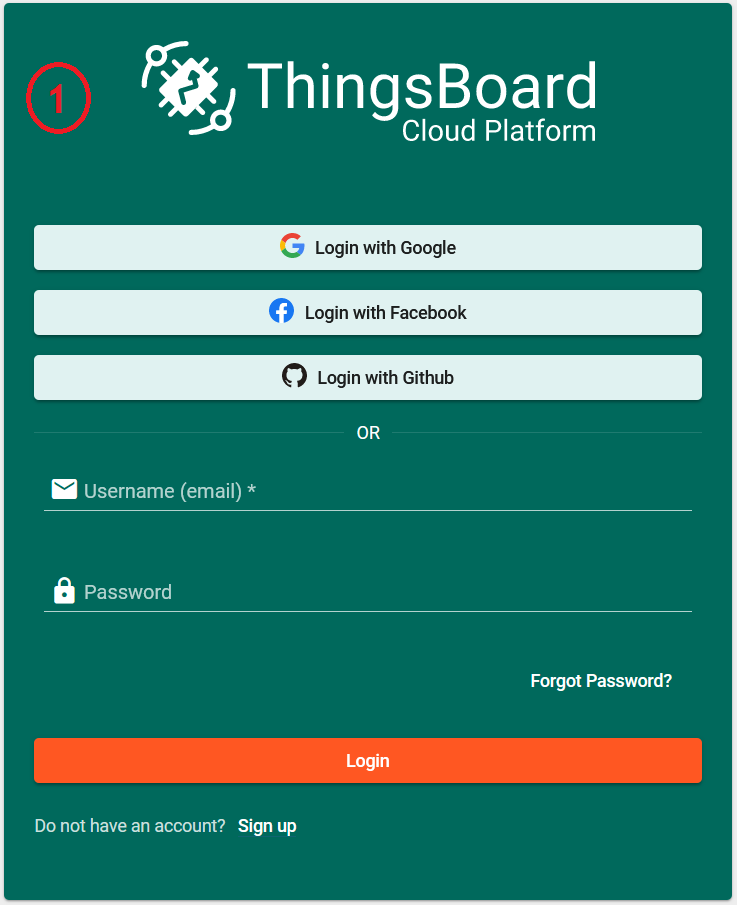 1
ThingsBoard
Cloud Platform
Login with Google
Login with Facebook
Login with Github
OR
Username (email) *
Password
Forgot Password?
Login
Do not have an account? Sign up